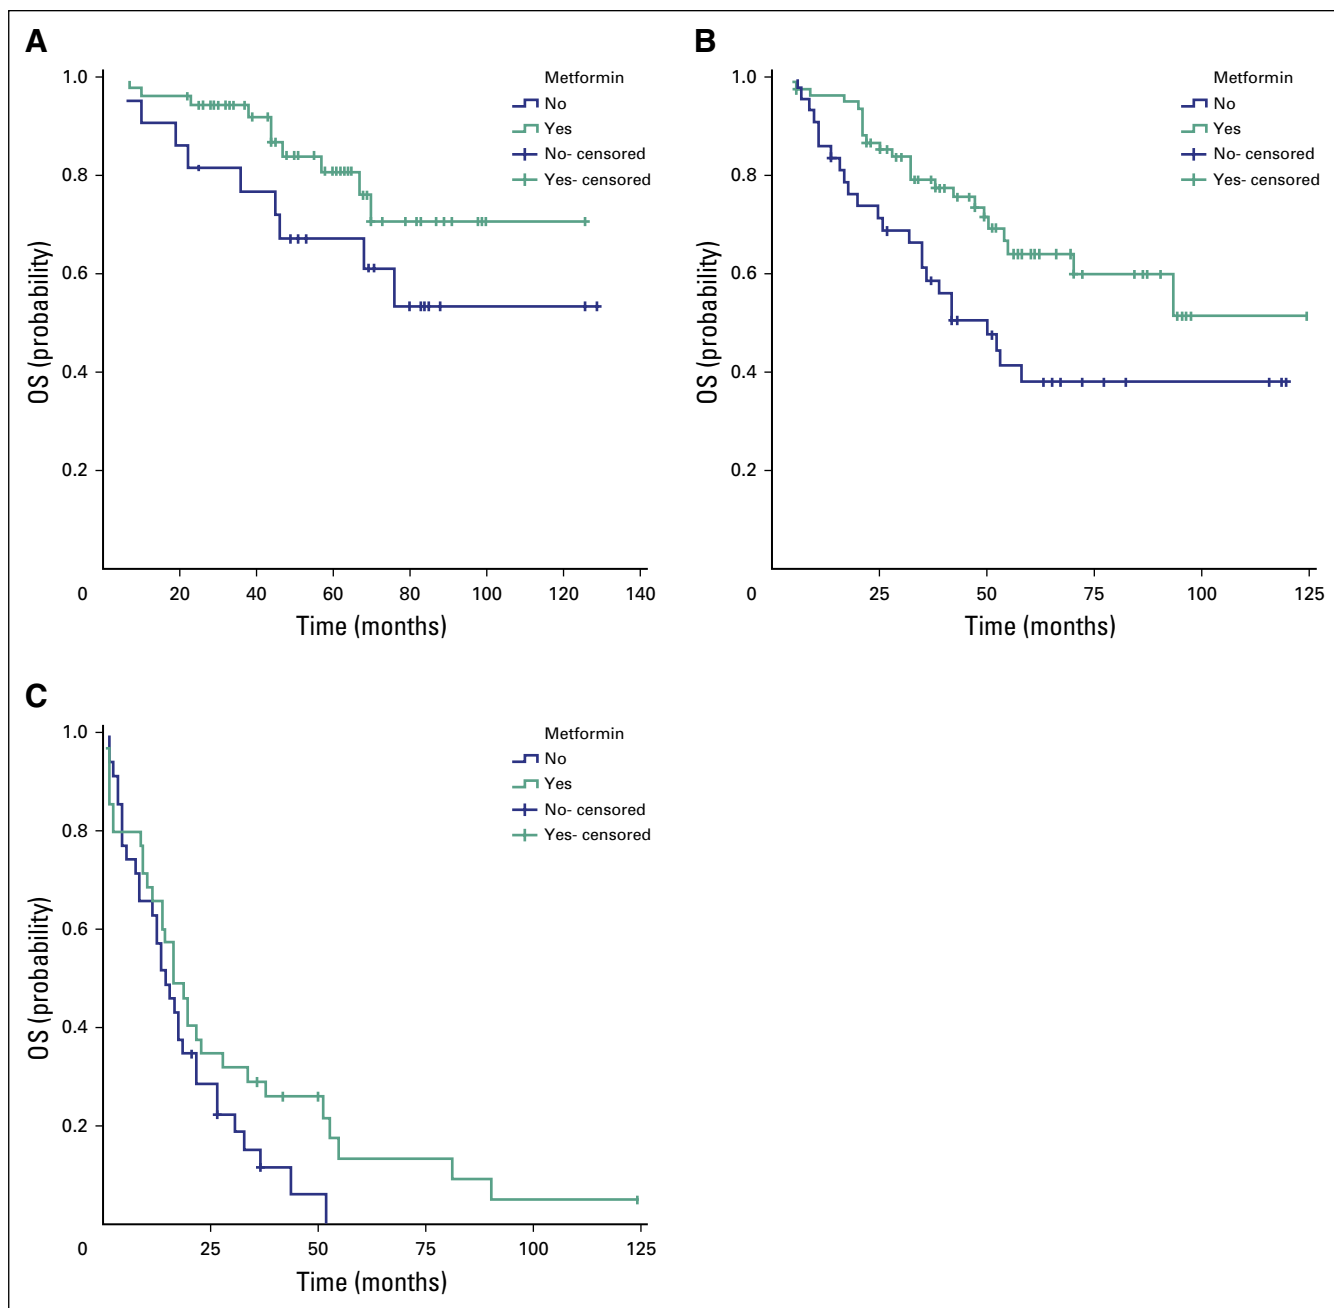 A
1.0
0.8
0.6
0.4
0.2
0
20
40
60
80
100
120
140
OS (probability)
Time (months)
Metformin
No
Yes
No- censored
Yes- censored
B
1.0
0.8
0.6
0.4
0.2
0
25
50
75
100
125
OS (probability)
Time (months)
Metformin
No
Yes
No- censored
Yes- censored
C
1.0
0.8
0.6
0.4
0.2
0
25
50
75
100
125
OS (probability)
Time (months)
Metformin
No
Yes
No- censored
Yes- censored